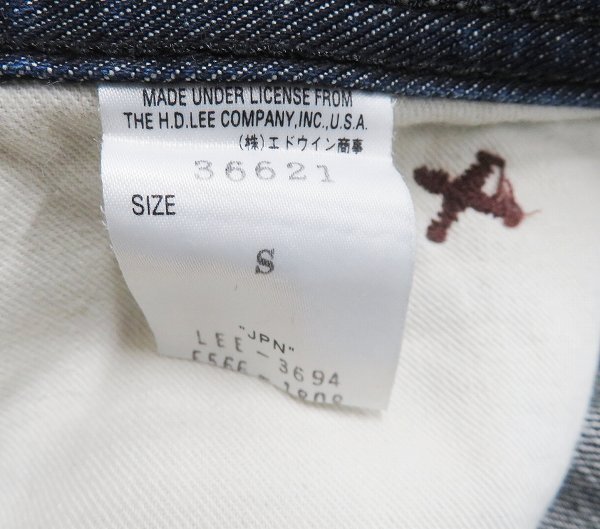 MADE UNDER LICENSE FROM
THE H.D.LEE COMPANY,INC.,U.S.A.
(株)エドウイン商事
36621
SIZE
S
"JPN"
LEE-3694